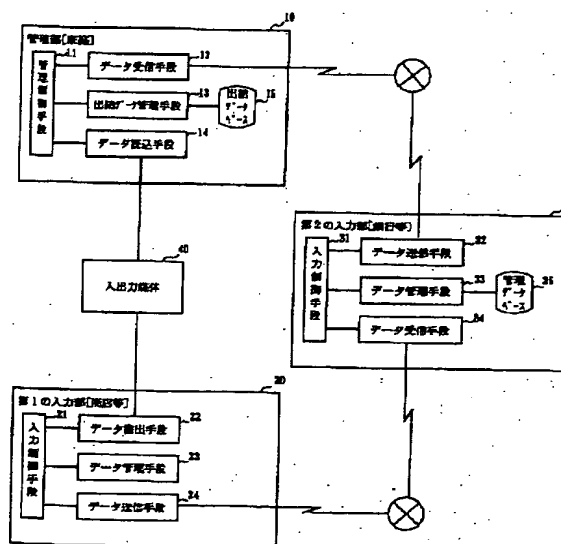 10
管理部[家庭]
11
管理制御手段
12
データ受信手段
13
出納データ管理手段
15
出納データベース
14
データ読込手段
40
入出力媒体
第2の入力部[銀行等]
31
入力制御手段
32
データ送信手段
33
データ管理手段
35
管理データベース
34
データ受信手段
20
第1の入力部[商店等]
21
入力制御手段
22
データ書出手段
23
データ管理手段
24
データ送信手段